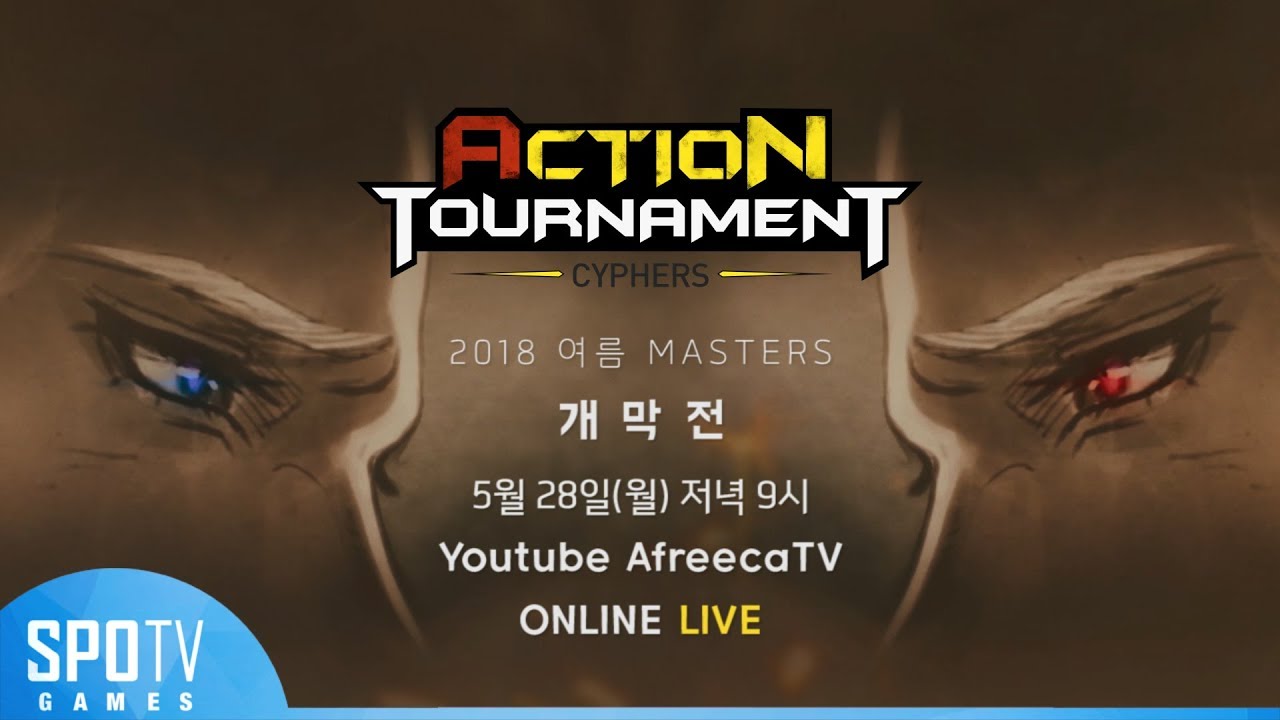 ACTION
TOURNAMENT
CYPHERS
2018 여름 MASTERS
개막전
5월 28일(월) 저녁 9시
Youtube AfreecaTV
ONLINE LIVE
SPOTV
GAMES